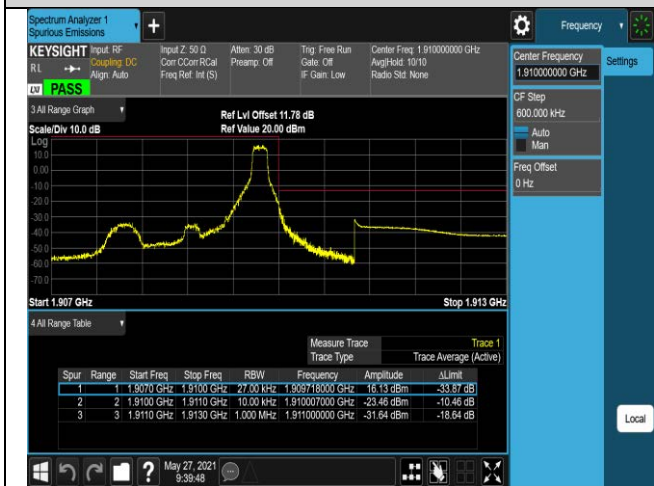 Spectrum Analyzer 1
Spurious Emissions
Frequency
KEYSIGHT Input: RF Input Z: 50 Ω Atten: 30 dB Trig: Free Run Center Freq: 1.910000000 GHz
RL Coupling: DC Corr CCorr RCal Preamp: Off Gate: Off Avg|Hold: 10/10
Align: Auto Freq Ref: Int (S) IF Gain: Low Radio Std: None
LXI PASS
Center Frequency
1.910000000 GHz
Settings
CF Step
600.000 kHz
Auto
Man
Freq Offset
0 Hz
3 All Range Graph
Ref Lvl Offset 11.78 dB
Scale/Div 10.0 dB Ref Value 20.00 dBm
Log
10.0
0.00
-10.0
-20.0
-30.0
-40.0
-50.0
-60.0
-70.0
Start 1.907 GHz Stop 1.913 GHz
4 All Range Table
Measure Trace Trace 1
Trace Type Trace Average (Active)
Spur Range Start Freq Stop Freq RBW Frequency Amplitude ΔLimit
1 1 1.9070 GHz 1.9100 GHz 27.00 kHz 1.909718000 GHz 16.13 dBm -33.87 dB
2 2 1.9100 GHz 1.9110 GHz 10.00 kHz 1.910007000 GHz -23.46 dBm -10.46 dB
3 3 1.9110 GHz 1.9130 GHz 1.000 MHz 1.911000000 GHz -31.64 dBm -18.64 dB
Local
May 27, 2021
9:39:48